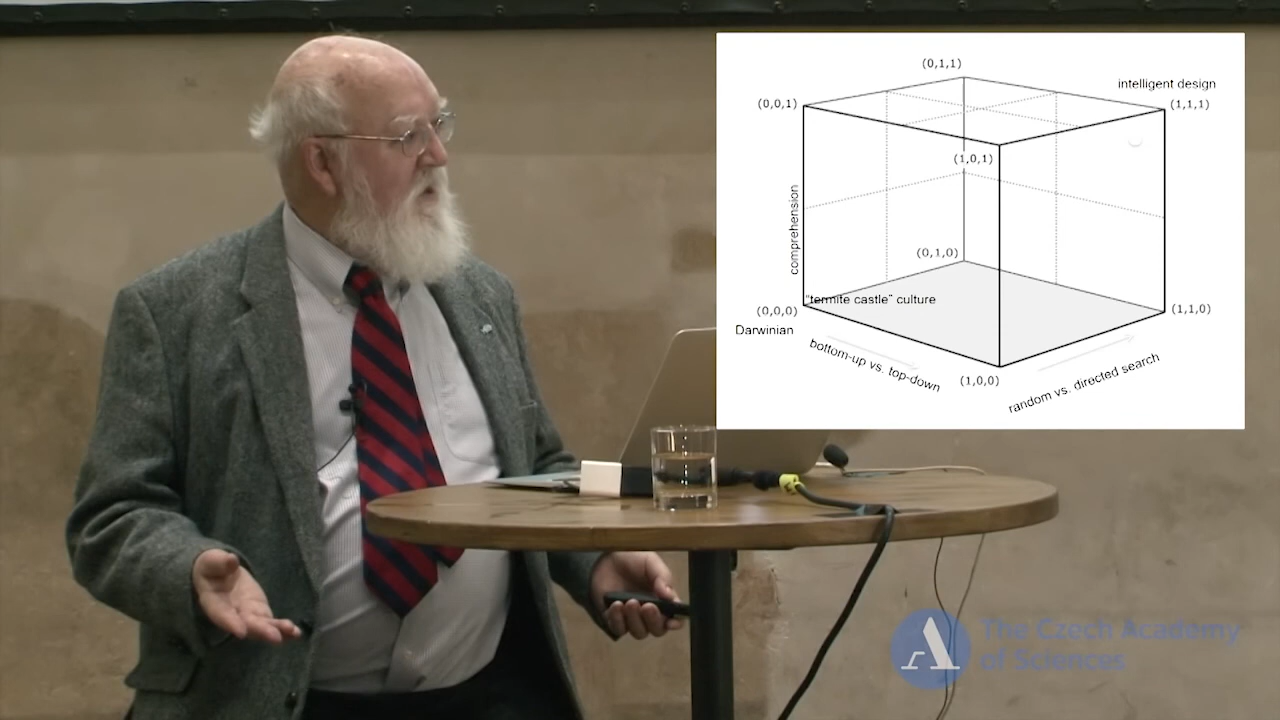 (0,1,1)
intelligent design
(0,0,1)
(1,1,1)
(1,0,1)
comprehension
(0,1,0)
"termite castle" culture
(0,0,0)
(1,1,0)
Darwinian
bottom-up vs. top-down
random vs. directed search
(1,0,0)
The Czech Academy
of Sciences